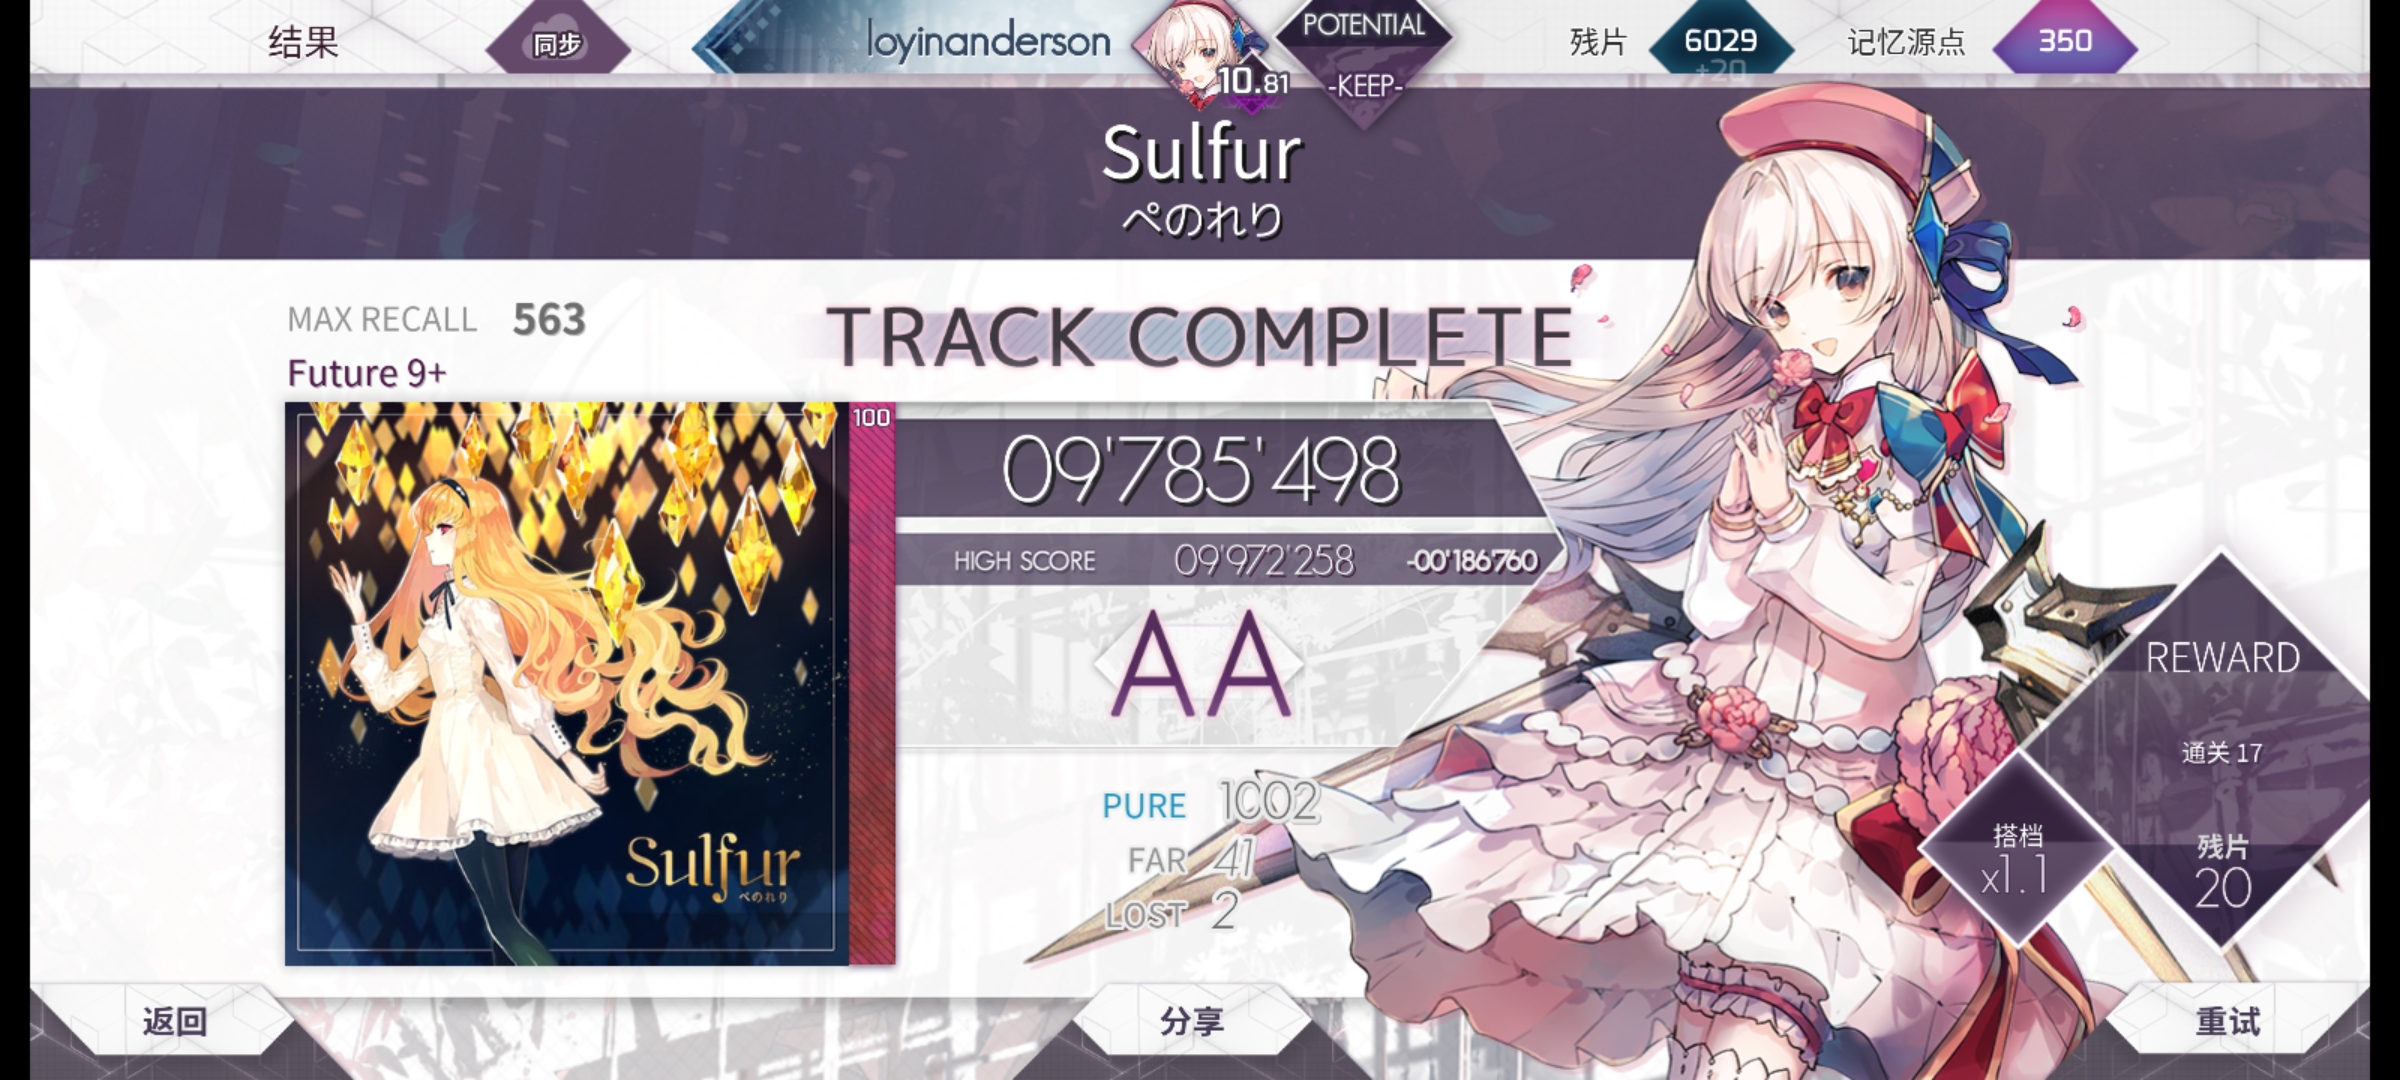 结果
同步
loyinanderson
10.81
POTENTIAL
-KEEP-
残片
6029
+20
记忆源点
350
Sulfur
ぺのれり
MAX RECALL 563
Future 9+
TRACK COMPLETE
100
09'785'498
HIGH SCORE 09'972'258 -00'186'760
AA
PURE 1002
FAR 41
LOST 2
Sulfur
ぺのれり
REWARD
通关 17
残片
20
搭档
x1.1
返回
分享
重试